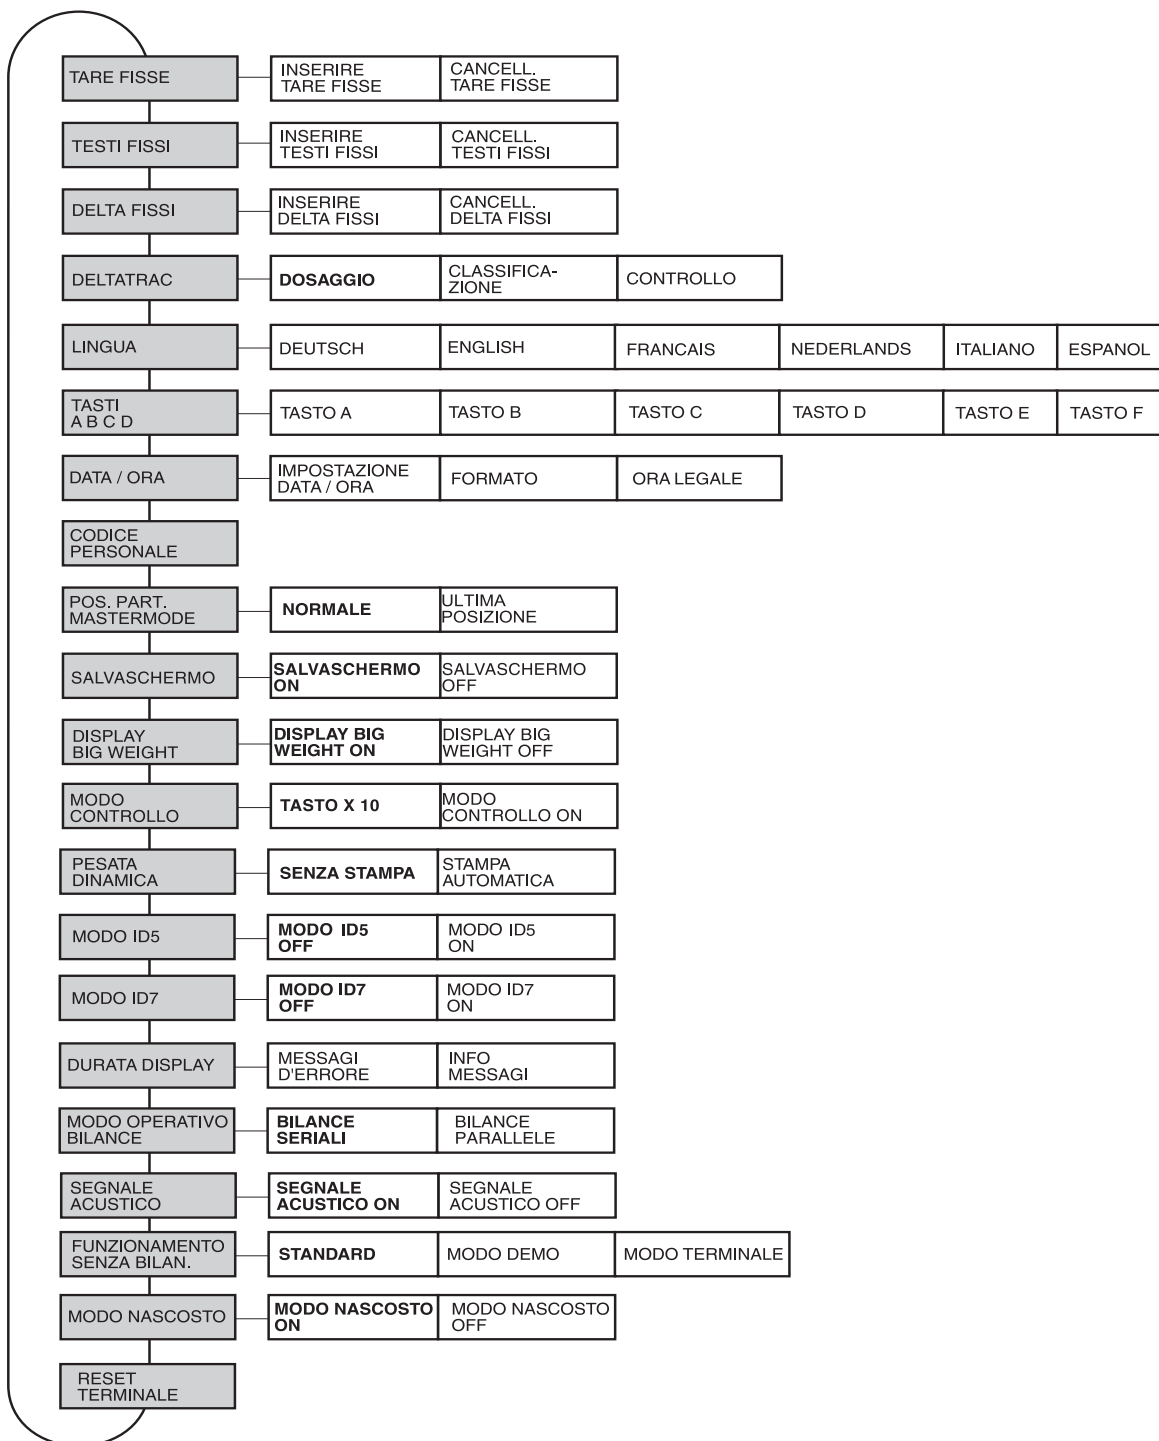 TARE FISSE
INSERIRE
TARE FISSE
CANCELL.
TARE FISSE
TESTI FISSI
INSERIRE
TESTI FISSI
CANCELL.
TESTI FISSI
DELTA FISSI
INSERIRE
DELTA FISSI
CANCELL.
DELTA FISSI
DELTATRAC
DOSAGGIO
CLASSIFICA-
ZIONE
CONTROLLO
LINGUA
DEUTSCH
ENGLISH
FRANCAIS
NEDERLANDS
ITALIANO
ESPANOL
TASTI
A B C D
TASTO A
TASTO B
TASTO C
TASTO D
TASTO E
TASTO F
DATA / ORA
IMPOSTAZIONE
DATA / ORA
FORMATO
ORA LEGALE
CODICE
PERSONALE
POS. PART.
MASTERMODE
NORMALE
ULTIMA
POSIZIONE
SALVASCHERMO
SALVASCHERMO
ON
SALVASCHERMO
OFF
DISPLAY
BIG WEIGHT
DISPLAY BIG
WEIGHT ON
DISPLAY BIG
WEIGHT OFF
MODO
CONTROLLO
TASTO X 10
MODO
CONTROLLO ON
PESATA
DINAMICA
SENZA STAMPA
STAMPA
AUTOMATICA
MODO ID5
MODO ID5
OFF
MODO ID5
ON
MODO ID7
MODO ID7
OFF
MODO ID7
ON
DURATA DISPLAY
MESSAGI
D'ERRORE
INFO
MESSAGI
MODO OPERATIVO
BILANCE
BILANCE
SERIALI
BILANCE
PARALLELE
SEGNALE
ACUSTICO
SEGNALE
ACUSTICO ON
SEGNALE
ACUSTICO OFF
FUNZIONAMENTO
SENZA BILAN.
STANDARD
MODO DEMO
MODO TERMINALE
MODO NASCOSTO
MODO NASCOSTO
ON
MODO NASCOSTO
OFF
RESET
TERMINALE